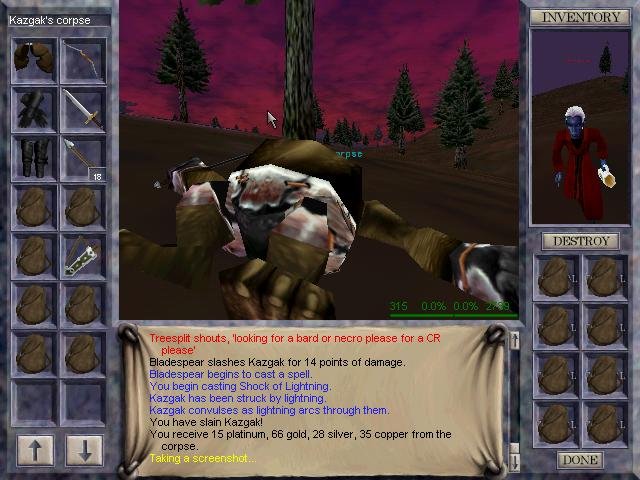 Kazgak's corpse
INVENTORY
orpse
18
DESTROY
315 0.0% 0.0%
L L
L L
L L
L L
Treesplit shouts, 'looking for a bard or necro please for a CR
please'
Bladespear slashes Kazgak for 14 points of damage.
Bladespear begins to cast a spell.
You begin casting Shock of Lightning.
Kazgak has been struck by lightning.
Kazgak convulses as lightning arcs through them.
You have slain Kazgak!
You receive 15 platinum, 66 gold, 28 silver, 35 copper from the
corpse.
Taking a screenshot...
DONE